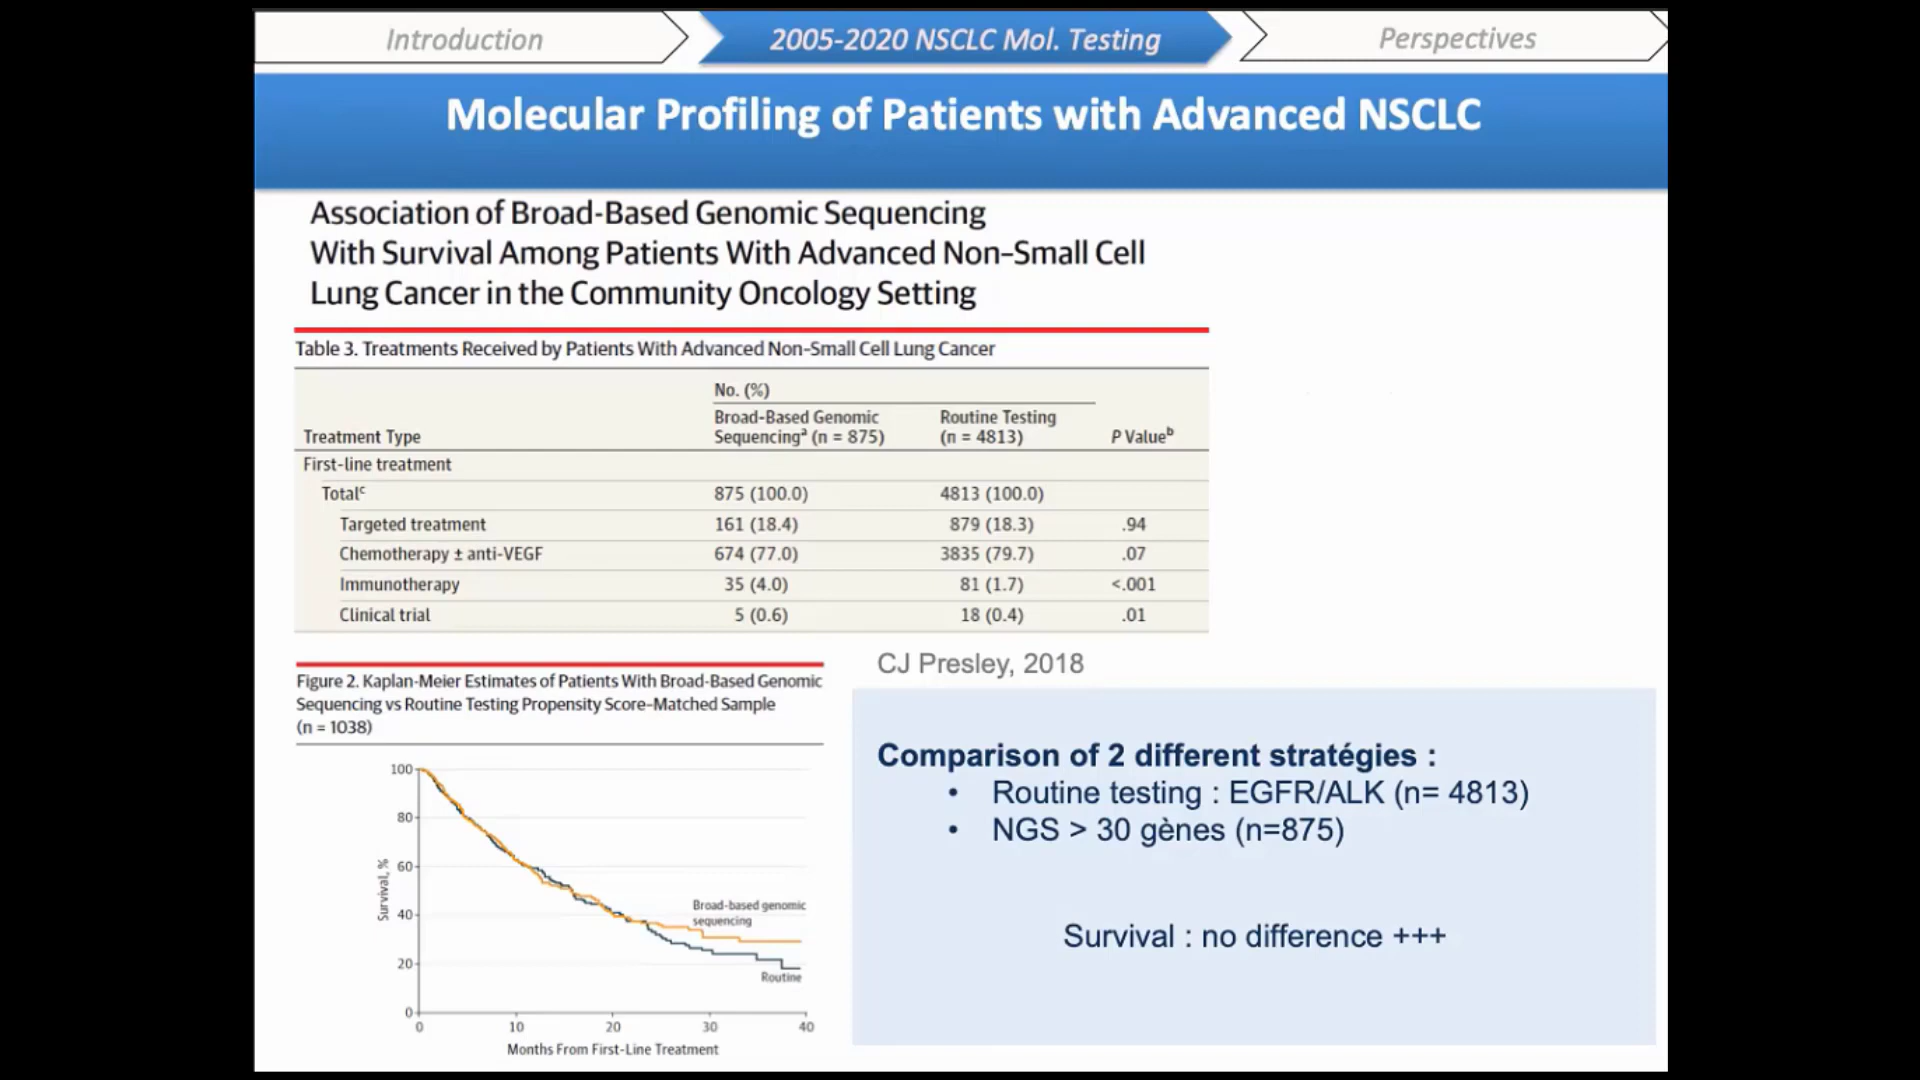 Introduction
2005-2020 NSCLC Mol. Testing
Perspectives
Molecular Profiling of Patients with Advanced NSCLC
Association of Broad-Based Genomic Sequencing
With Survival Among Patients With Advanced Non–Small Cell
Lung Cancer in the Community Oncology Setting
Table 3. Treatments Received by Patients With Advanced Non-Small Cell Lung Cancer
No. (%)
Treatment Type
Broad-Based Genomic
Sequencingᵃ (n = 875)
Routine Testing
(n = 4813)
P Valueᵇ
First-line treatment
Totalᶜ 875 (100.0) 4813 (100.0)
Targeted treatment 161 (18.4) 879 (18.3) .94
Chemotherapy ± anti-VEGF 674 (77.0) 3835 (79.7) .07
Immunotherapy 35 (4.0) 81 (1.7) <.001
Clinical trial 5 (0.6) 18 (0.4) .01
CJ Presley, 2018
Figure 2. Kaplan-Meier Estimates of Patients With Broad-Based Genomic
Sequencing vs Routine Testing Propensity Score–Matched Sample
(n = 1038)
Survival, %
100
80
60
40
20
0
Broad-based genomic
sequencing
Routine
0 10 20 30 40
Months From First-Line Treatment
Comparison of 2 different stratégies :
• Routine testing : EGFR/ALK (n= 4813)
• NGS > 30 gènes (n=875)
Survival : no difference +++